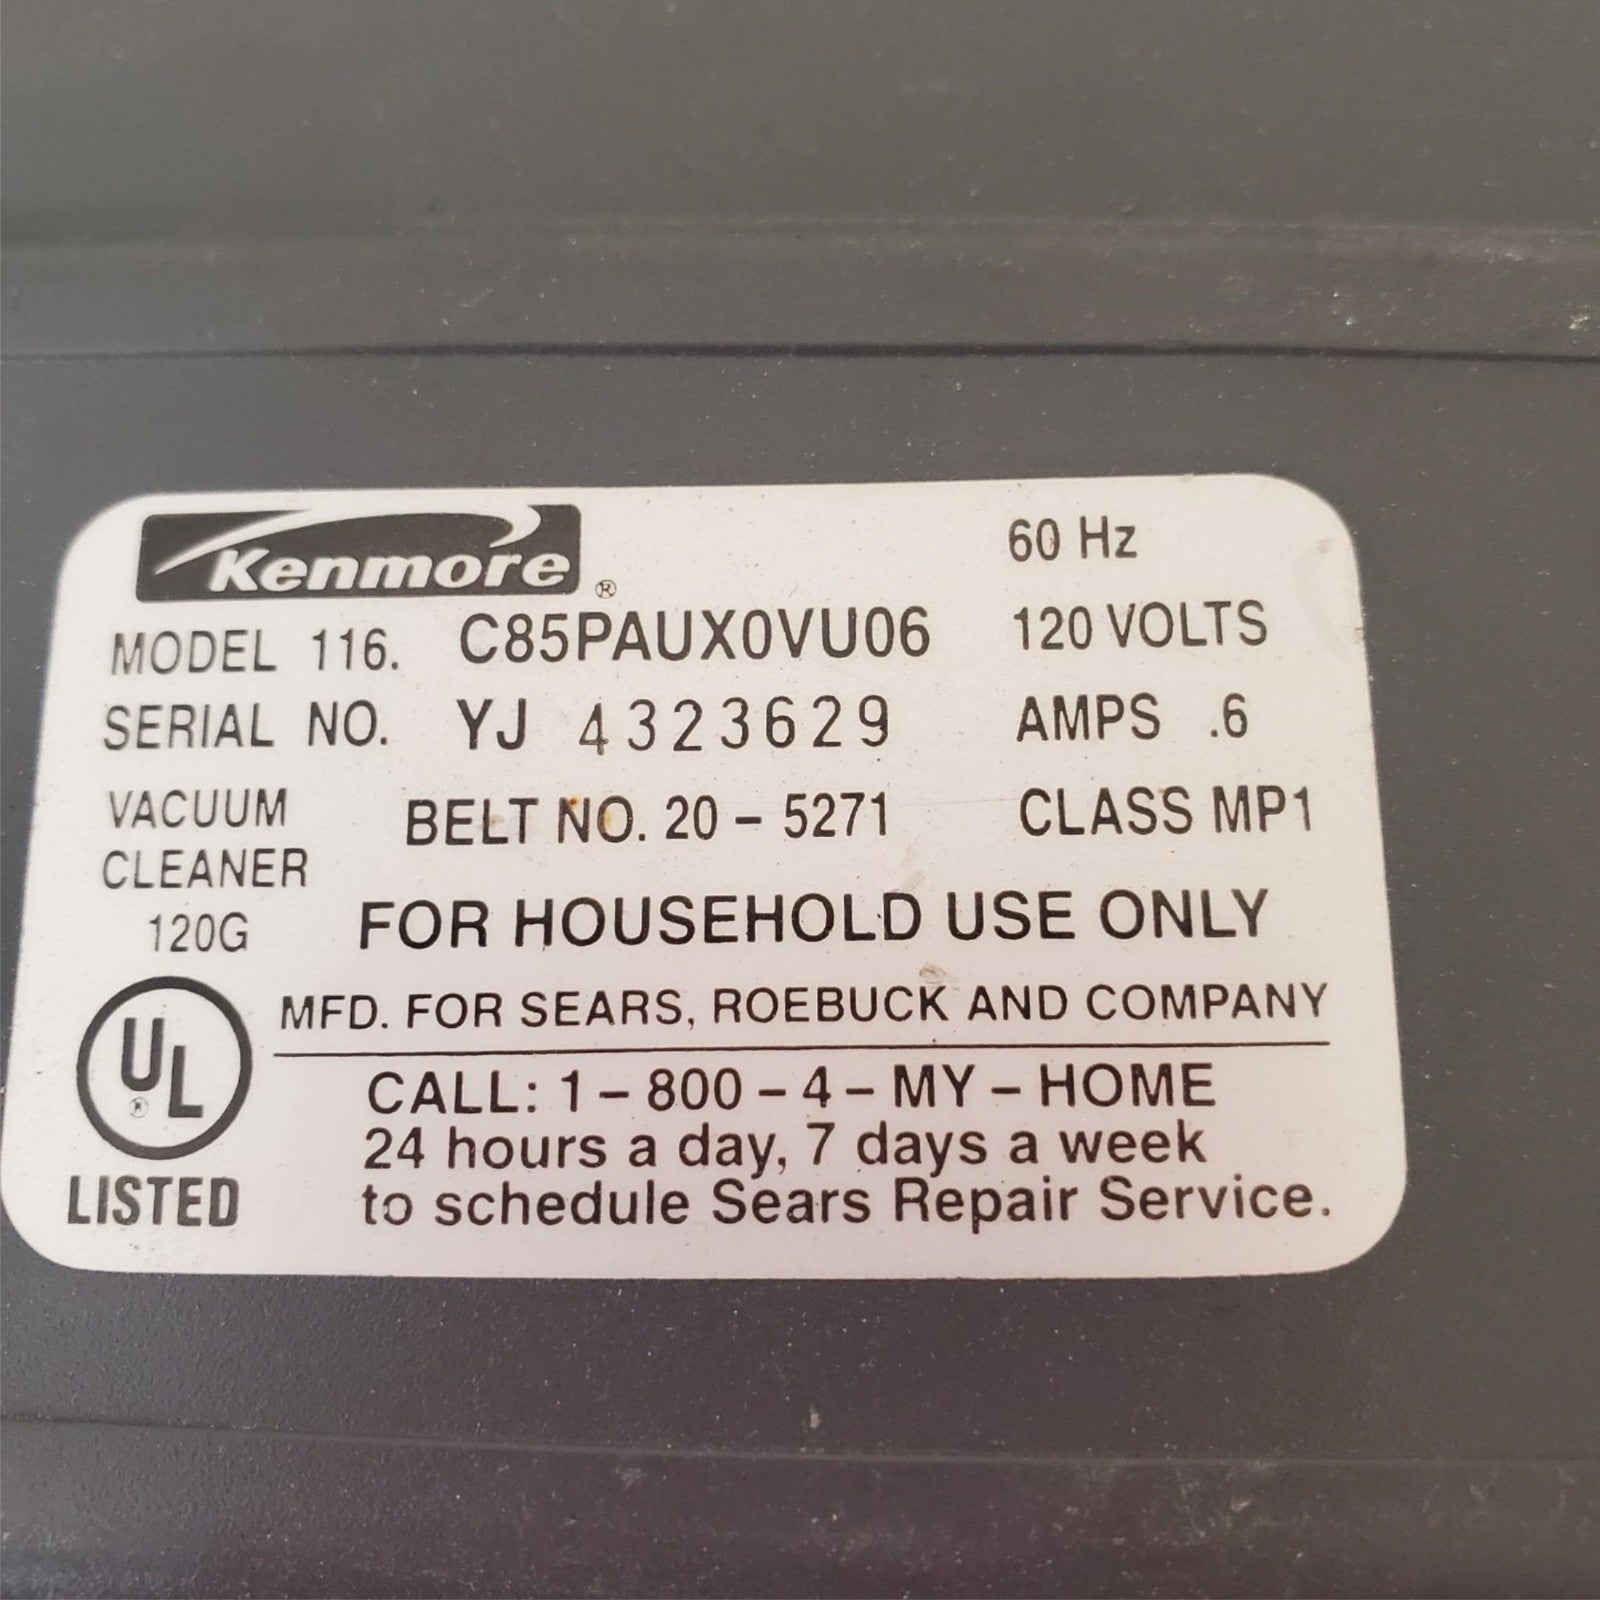 Kenmore ®
60 Hz
MODEL 116. C85PAUX0VU06 120 VOLTS
SERIAL NO. YJ 4323629 AMPS .6
VACUUM CLEANER 120G
BELT NO. 20 - 5271 CLASS MP1
FOR HOUSEHOLD USE ONLY
MFD. FOR SEARS, ROEBUCK AND COMPANY
UL ®
LISTED
CALL: 1 - 800 - 4 - MY - HOME
24 hours a day, 7 days a week
to schedule Sears Repair Service.